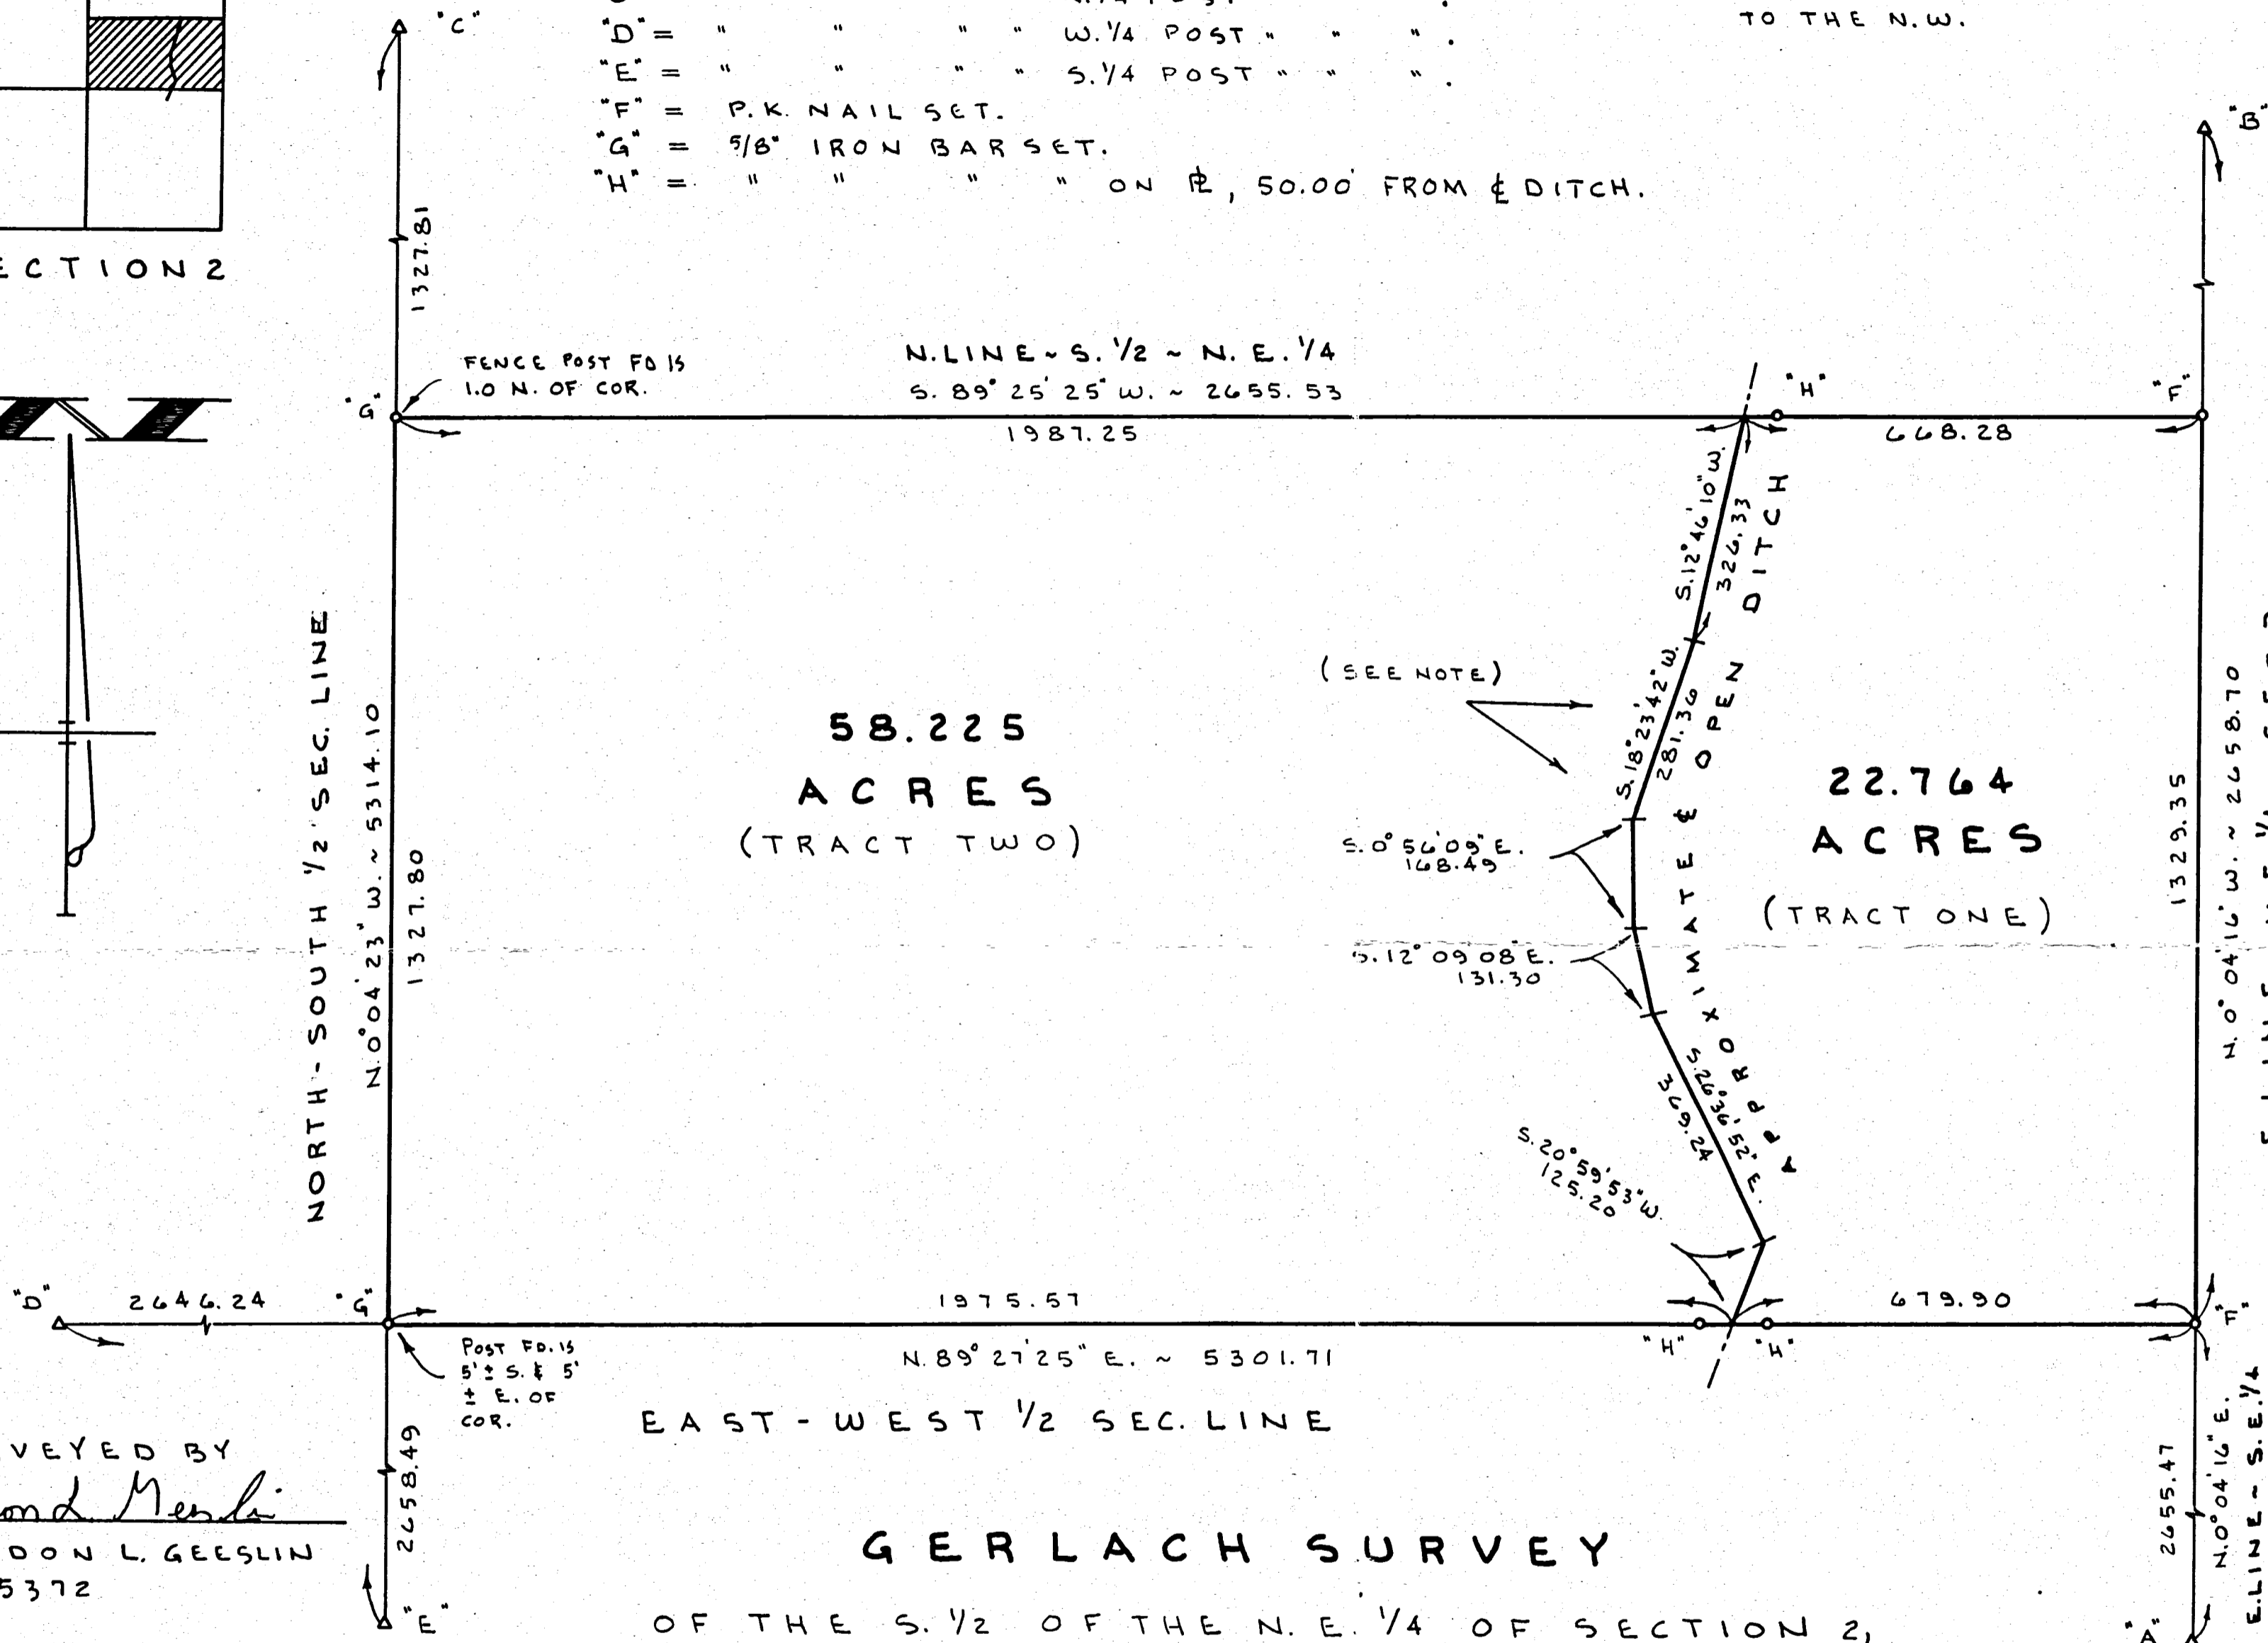 "C"
"D" = " " " " W. 1/4 POST " " " .
"E" = " " " " S. 1/4 POST " " " .
"F" = P.K. NAIL SET.
"G" = 5/8" IRON BAR SET.
"H" = " " " " ON ⅊, 50.00' FROM ℄ DITCH.
TO THE N.W.
"B"
SECTION 2
1327.81
FENCE POST FD IS
1.0 N. OF COR.
N. LINE ~ S. 1/2 ~ N. E. 1/4
S. 89° 25' 25" W. ~ 2655.53
"G"
"H"
"F"
1987.25
668.28
S. 12° 46' 10" W.
326.33
S. 18° 23' 42" W.
281.36
APPROXIMATE ℄ OPEN DITCH
(SEE NOTE)
NORTH - SOUTH 1/2 SEC. LINE
N. 0° 04' 23" W. ~ 5314.10
1327.80
58.225
ACRES
(TRACT TWO)
22.764
ACRES
(TRACT ONE)
1329.35
N. 0° 04' 16" W. ~ 2658.70
S. 0° 56' 09" E.
168.49
S. 12° 09' 08" E.
131.30
S. 26° 36' 52" E.
369.24
S. 20° 59' 53" W.
125.20
"D"
2646.24
"G"
1975.57
679.90
"F"
POST FD. IS
5' ± S. & 5'
± E. OF
COR.
N. 89° 27' 25" E. ~ 5301.71
"H"
"H"
EAST - WEST 1/2 SEC. LINE
2658.49
2655.47
N. 0° 04' 16" E.
E. LINE ~ S.E. 1/4
VEYED BY
DON L. GEESLIN
5372
"E"
GERLACH SURVEY
OF THE S. 1/2 OF THE N. E. 1/4 OF SECTION 2,
"A"